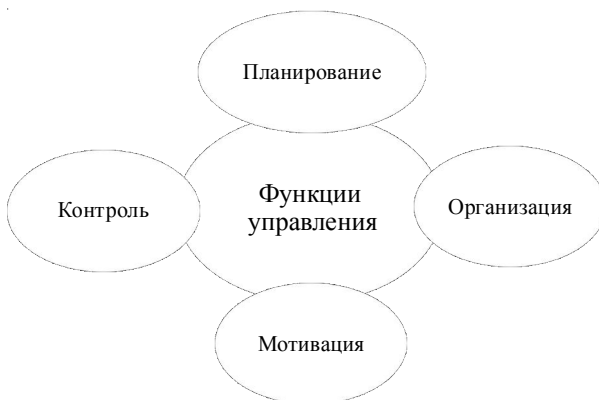 Планирование
Функции
управления
Контроль
Организация
Мотивация